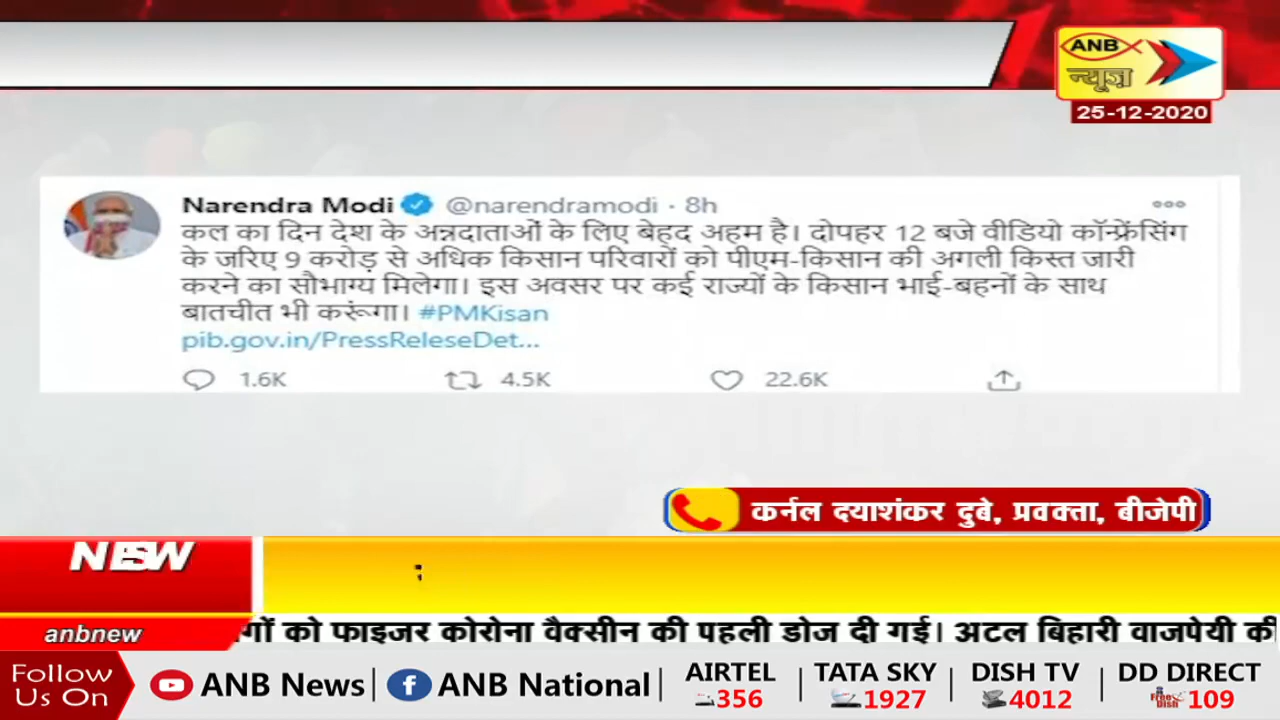 ANB
न्यूज़
25-12-2020
Narendra Modi @narendramodi · 8h
कल का दिन देश के अन्नदाताओं के लिए बेहद अहम है। दोपहर 12 बजे वीडियो कॉन्फ्रेंसिंग
के जरिए 9 करोड़ से अधिक किसान परिवारों को पीएम-किसान की अगली किस्त जारी
करने का सौभाग्य मिलेगा। इस अवसर पर कई राज्यों के किसान भाई-बहनों के साथ
बातचीत भी करूंगा। #PMKisan
pib.gov.in/PressReleseDet...
1.6K 4.5K 22.6K
कर्नल दयाशंकर दुबे, प्रवक्ता, बीजेपी
anbnew
को फाइजर कोरोना वैक्सीन की पहली डोज दी गई। अटल बिहारी वाजपेयी की
Follow
Us On
ANB News | ANB National | AIRTEL 356 | TATA SKY 1927 | DISH TV 4012 | DD DIRECT Free Dish 109